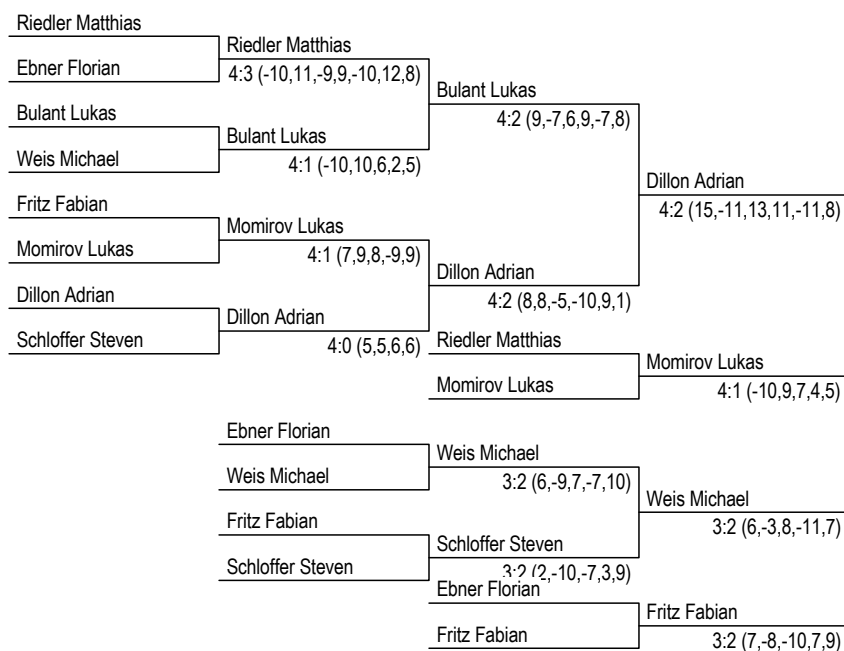 Riedler Matthias
Riedler Matthias
Ebner Florian
4:3 (-10,11,-9,9,-10,12,8)
Bulant Lukas
Bulant Lukas
4:2 (9,-7,6,9,-7,8)
Bulant Lukas
Weis Michael
4:1 (-10,10,6,2,5)
Dillon Adrian
Fritz Fabian
4:2 (15,-11,13,11,-11,8)
Momirov Lukas
Momirov Lukas
4:1 (7,9,8,-9,9)
Dillon Adrian
Dillon Adrian
4:2 (8,8,-5,-10,9,1)
Dillon Adrian
Schloffer Steven
4:0 (5,5,6,6)
Riedler Matthias
Momirov Lukas
Momirov Lukas
4:1 (-10,9,7,4,5)
Ebner Florian
Weis Michael
Weis Michael
3:2 (6,-9,7,-7,10)
Weis Michael
Fritz Fabian
3:2 (6,-3,8,-11,7)
Schloffer Steven
Schloffer Steven
3:2 (2,-10,-7,3,9)
Ebner Florian
Fritz Fabian
Fritz Fabian
3:2 (7,-8,-10,7,9)